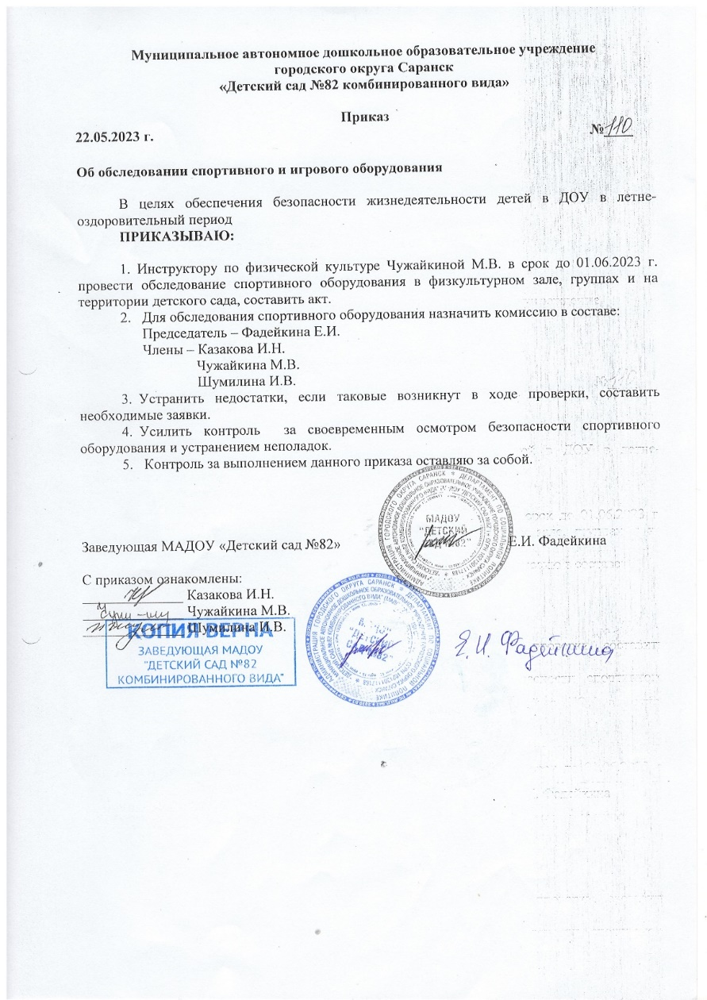 Муниципальное автономное дошкольное образовательное учреждение
городского округа Саранск
«Детский сад №82 комбинированного вида»
Приказ
22.05.2023 г.
№ 110
Об обследовании спортивного и игрового оборудования
В целях обеспечения безопасности жизнедеятельности детей в ДОУ в летне-
оздоровительный период
ПРИКАЗЫВАЮ:
1. Инструктору по физической культуре Чужайкиной М.В. в срок до 01.06.2023 г.
провести обследование спортивного оборудования в физкультурном зале, группах и на
территории детского сада, составить акт.
2. Для обследования спортивного оборудования назначить комиссию в составе:
Председатель – Фадейкина Е.И.
Члены – Казакова И.Н.
Чужайкина М.В.
Шумилина И.В.
3. Устранить недостатки, если таковые возникнут в ходе проверки, составить
необходимые заявки.
4. Усилить контроль за своевременным осмотром безопасности спортивного
оборудования и устранением неполадок.
5. Контроль за выполнением данного приказа оставляю за собой.
МАДОУ
"ДЕТСКИЙ
Заведующая МАДОУ «Детский сад №82»
Е.И. Фадейкина
С приказом ознакомлены:
Казакова И.Н.
Чужайкина М.В.
Шумилина И.В.
КОПИЯ ВЕРНА
ЗАВЕДУЮЩАЯ МАДОУ
"ДЕТСКИЙ САД №82
КОМБИНИРОВАННОГО ВИДА"
Е.И. Фадейкина